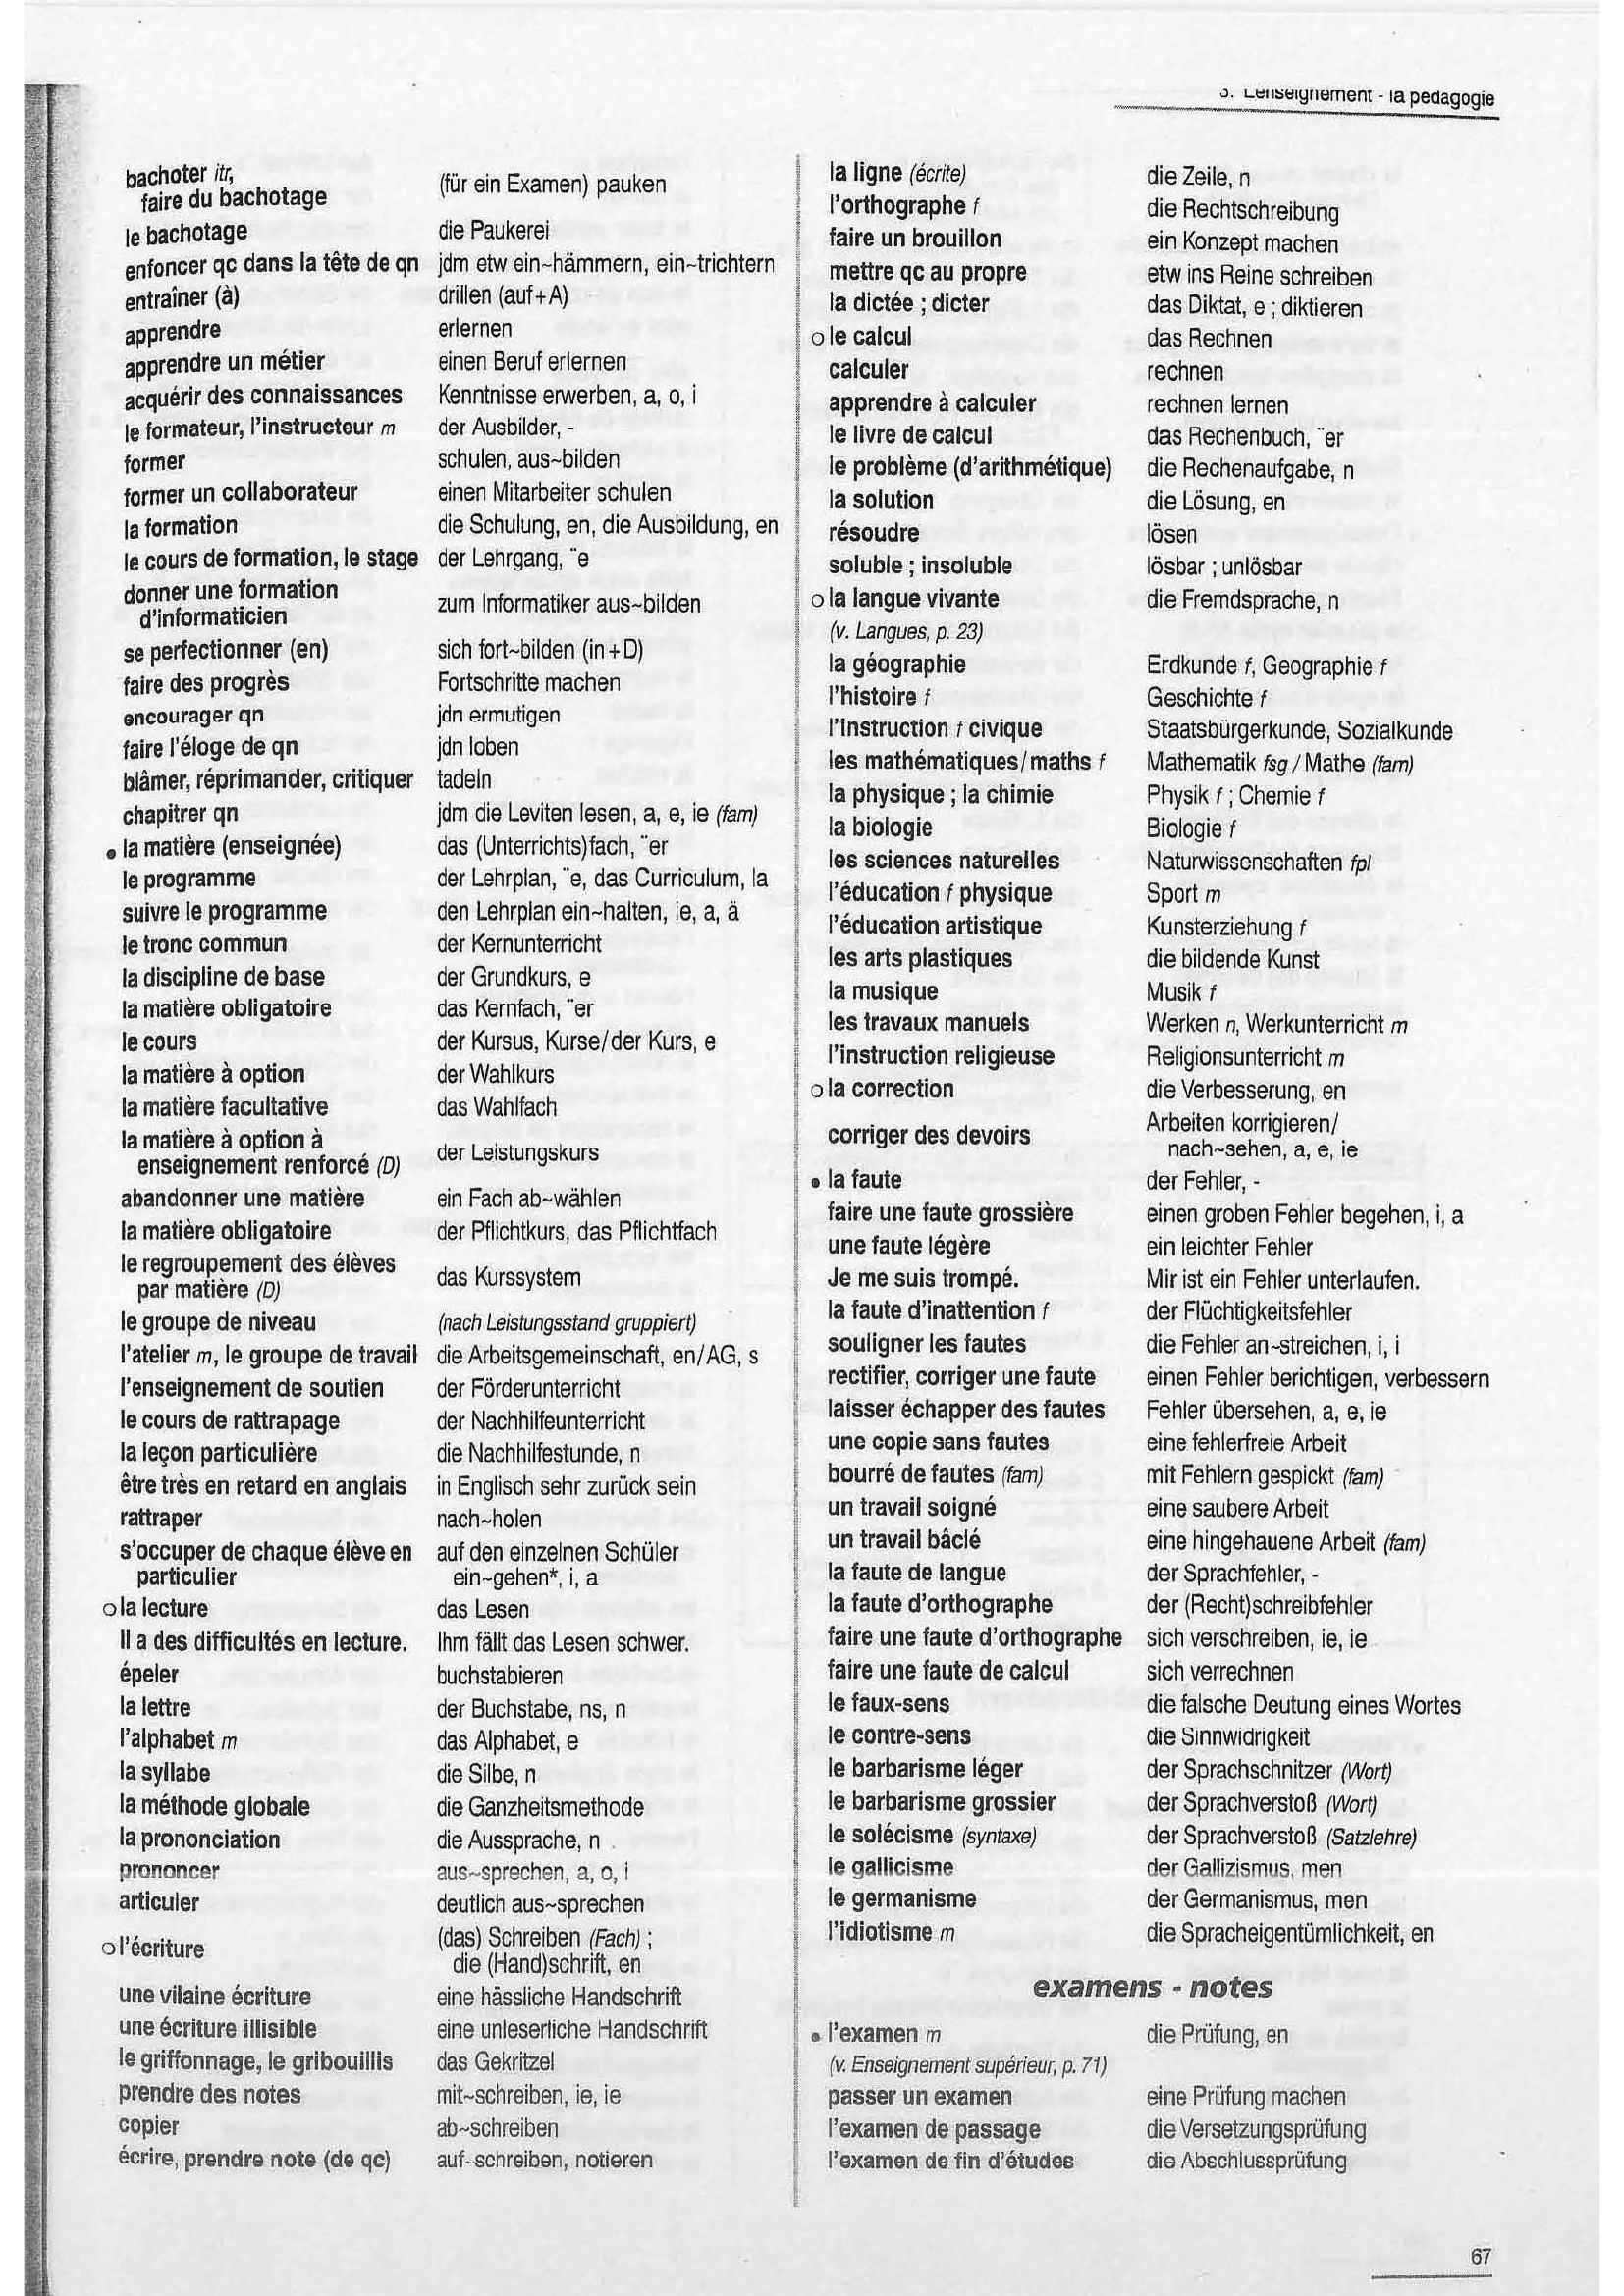 3. L'enseignement - la pédagogie
bachoter itr, (für ein Examen) pauken
faire du bachotage
le bachotage die Paukerei
enfoncer qc dans la tête de qn jdm etw ein~hämmern, ein~trichtern
entraîner (à) drillen (auf+A)
apprendre erlernen
apprendre un métier einen Beruf erlernen
acquérir des connaissances Kenntnisse erwerben, a, o, i
le formateur, l'instructeur m der Ausbilder, -
former schulen, aus~bilden
former un collaborateur einen Mitarbeiter schulen
la formation die Schulung, en, die Ausbildung, en
le cours de formation, le stage der Lehrgang, ¨e
donner une formation
d'informaticien zum Informatiker aus~bilden
se perfectionner (en) sich fort~bilden (in+D)
faire des progrès Fortschritte machen
encourager qn jdn ermutigen
faire l'éloge de qn jdn loben
blâmer, réprimander, critiquer tadeln
chapitrer qn jdm die Leviten lesen, a, e, ie (fam)
• la matière (enseignée) das (Unterrichts)fach, ¨er
le programme der Lehrplan, ¨e, das Curriculum, la
suivre le programme den Lehrplan ein~halten, ie, a, ä
le tronc commun der Kernunterricht
la discipline de base der Grundkurs, e
la matière obligatoire das Kernfach, ¨er
le cours der Kursus, Kurse/der Kurs, e
la matière à option der Wahlkurs
la matière facultative das Wahlfach
la matière à option à
enseignement renforcé (D) der Leistungskurs
abandonner une matière ein Fach ab~wählen
la matière obligatoire der Pflichtkurs, das Pflichtfach
le regroupement des élèves
par matière (D) das Kurssystem
le groupe de niveau (nach Leistungsstand gruppiert)
l'atelier m, le groupe de travail die Arbeitsgemeinschaft, en/AG, s
l'enseignement de soutien der Förderunterricht
le cours de rattrapage der Nachhilfeunterricht
la leçon particulière die Nachhilfestunde, n
être très en retard en anglais in Englisch sehr zurück sein
rattraper nach~holen
s'occuper de chaque élève en auf den einzelnen Schüler
particulier ein~gehen*, i, a
o la lecture das Lesen
Il a des difficultés en lecture. Ihm fällt das Lesen schwer.
épeler buchstabieren
la lettre der Buchstabe, ns, n
l'alphabet m das Alphabet, e
la syllabe die Silbe, n
la méthode globale die Ganzheitsmethode
la prononciation die Aussprache, n
prononcer aus~sprechen, a, o, i
articuler deutlich aus~sprechen
o l'écriture (das) Schreiben (Fach) ;
die (Hand)schrift, en
une vilaine écriture eine hässliche Handschrift
une écriture illisible eine unleserliche Handschrift
le griffonnage, le gribouillis das Gekritzel
prendre des notes mit~schreiben, ie, ie
copier ab~schreiben
écrire, prendre note (de qc) auf~schreiben, notieren
la ligne (écrite) die Zeile, n
l'orthographe f die Rechtschreibung
faire un brouillon ein Konzept machen
mettre qc au propre etw ins Reine schreiben
la dictée ; dicter das Diktat, e ; diktieren
o le calcul das Rechnen
calculer rechnen
apprendre à calculer rechnen lernen
le livre de calcul das Rechenbuch, ¨er
le problème (d'arithmétique) die Rechenaufgabe, n
la solution die Lösung, en
résoudre lösen
soluble ; insoluble lösbar ; unlösbar
o la langue vivante die Fremdsprache, n
(v. Langues, p. 23)
la géographie Erdkunde f, Geographie f
l'histoire f Geschichte f
l'instruction f civique Staatsbürgerkunde, Sozialkunde
les mathématiques/maths f Mathematik fsg / Mathe (fam)
la physique ; la chimie Physik f ; Chemie f
la biologie Biologie f
les sciences naturelles Naturwissenschaften fpl
l'éducation f physique Sport m
l'éducation artistique Kunsterziehung f
les arts plastiques die bildende Kunst
la musique Musik f
les travaux manuels Werken n, Werkunterricht m
l'instruction religieuse Religionsunterricht m
o la correction die Verbesserung, en
corriger des devoirs Arbeiten korrigieren/
nach~sehen, a, e, ie
• la faute der Fehler, -
faire une faute grossière einen groben Fehler begehen, i, a
une faute légère ein leichter Fehler
Je me suis trompé. Mir ist ein Fehler unterlaufen.
la faute d'inattention f der Flüchtigkeitsfehler
souligner les fautes die Fehler an~streichen, i, i
rectifier, corriger une faute einen Fehler berichtigen, verbessern
laisser échapper des fautes Fehler übersehen, a, e, ie
une copie sans fautes eine fehlerfreie Arbeit
bourré de fautes (fam) mit Fehlern gespickt (fam)
un travail soigné eine saubere Arbeit
un travail bâclé eine hingehauene Arbeit (fam)
la faute de langue der Sprachfehler, -
la faute d'orthographe der (Recht)schreibfehler
faire une faute d'orthographe sich verschreiben, ie, ie
faire une faute de calcul sich verrechnen
le faux-sens die falsche Deutung eines Wortes
le contre-sens die Sinnwidrigkeit
le barbarisme léger der Sprachschnitzer (Wort)
le barbarisme grossier der Sprachverstoß (Wort)
le solécisme (syntaxe) der Sprachverstoß (Satzlehre)
le gallicisme der Gallizismus, men
le germanisme der Germanismus, men
l'idiotisme m die Spracheigentümlichkeit, en
examens - notes
• l'examen m die Prüfung, en
(v. Enseignement supérieur, p. 71)
passer un examen eine Prüfung machen
l'examen de passage die Versetzungsprüfung
l'examen de fin d'études die Abschlussprüfung
67